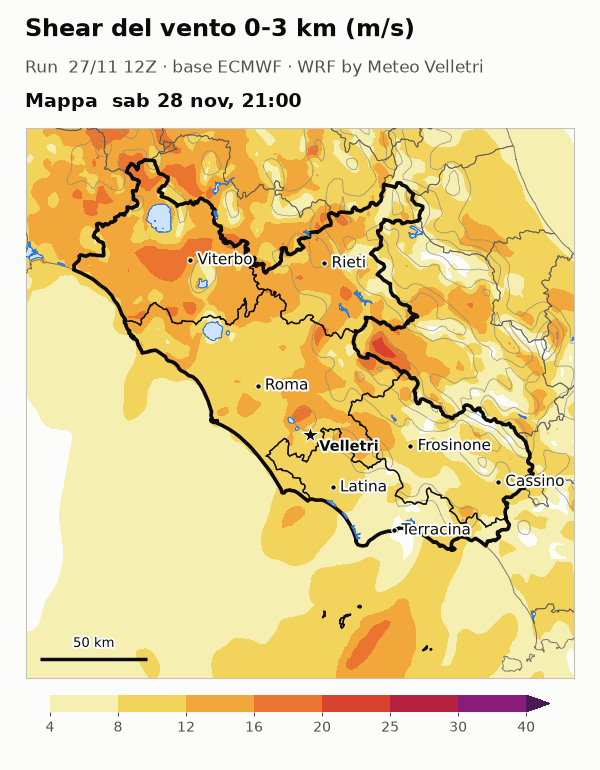 Shear del vento 0-3 km (m/s)
Run  27/11 12Z · base ECMWF · WRF by Meteo Velletri
Mappa  sab 28 nov, 21:00
Viterbo
Rieti
Roma
Velletri
Frosinone
Latina
Cassino
Terracina
50 km
4 8 12 16 20 25 30 40